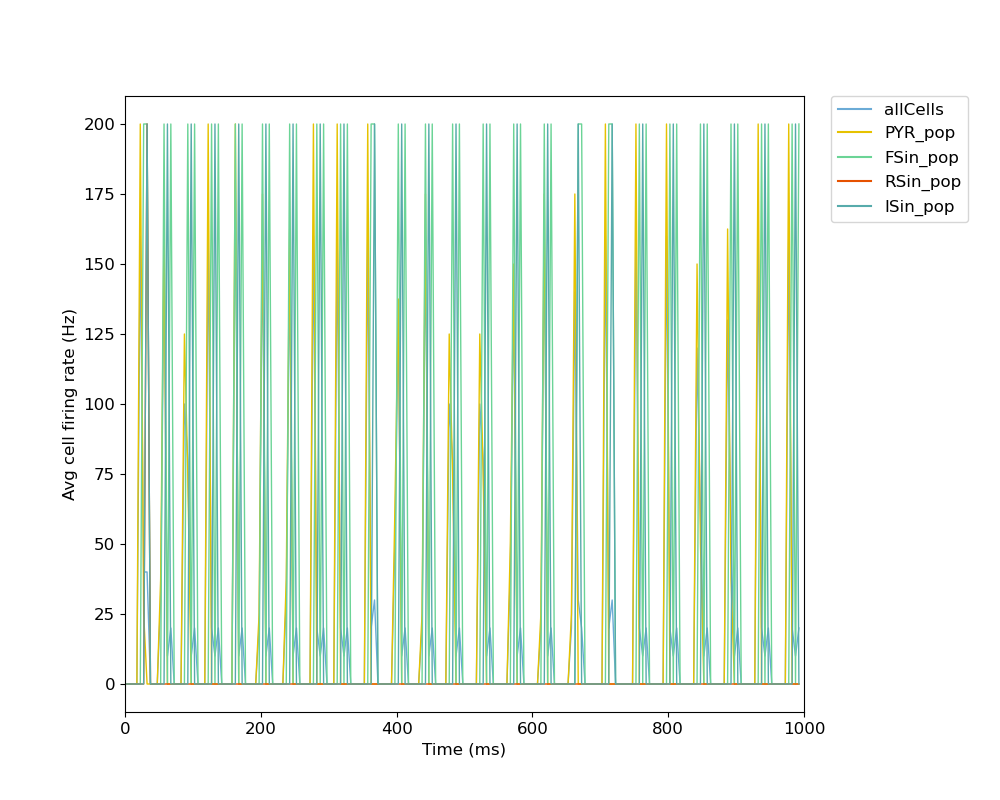 200
175
150
125
100
75
50
25
0
Avg cell firing rate (Hz)
0 200 400 600 800 1000
Time (ms)
allCells
PYR_pop
FSin_pop
RSin_pop
ISin_pop